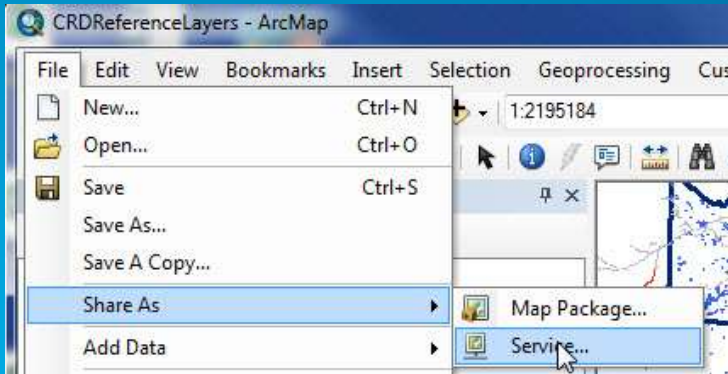 CRDReferenceLayers - ArcMap
File Edit View Bookmarks Insert Selection Geoprocessing Cus
New... Ctrl+N
1:2195184
Open... Ctrl+O
Save Ctrl+S
Save As...
Save A Copy...
Share As
Map Package...
Add Data
Service...